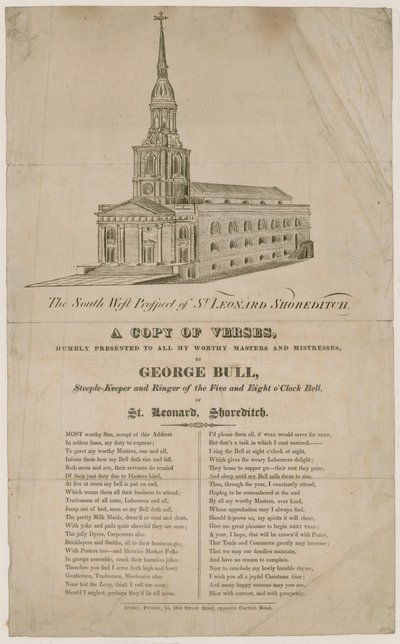 The South West Prospect of St. LEONARD SHOREDITCH.
A COPY OF VERSES,
HUMBLY PRESENTED TO ALL MY WORTHY MASTERS AND MISTRESSES,
BY
GEORGE BULL,
Steeple-Keeper and Ringer of the Five and Eight o'Clock Bell,
OF
St. Leonard, Shoreditch.
MOST worthy Sirs, accept of this Address
In artless lines, my duty to express;
To greet my worthy Masters, one and all,
Inform them how my Bell doth rise and fall.
Both morn and eve, their servants do remind
Of their just duty due to Masters kind,
At five at morn my bell is put on end,
Which warns them all their business to attend;
Tradesmen of all sorts, Labourers and all,
Jump out of bed, soon as my Bell doth call,
The pretty Milk Maids, dress'd so neat and clean,
With yoke and pails quite cheerful they are seen;
The jolly Dyers, Carpenters also.
Bricklayers and Smiths, all to their business go;
With Porters too—and likewise Market Folks
In groups assemble, crack their harmless jokes:
Therefore you find I serve both high and low;
Gentlemen, Tradesmen, Mechanics also.
None but the Lazy, think I call too soon;
Should I neglect, perhaps they'd lie till noon.
I'd please them all, if WILL would serve for DEED,
But that's a task in which I cant succeed.—
I ring the Bell at eight o'clock at night,
Which gives the weary Labourers delight;
They home to supper go—their rest they prize,
And sleep until my Bell calls them to rise.
Thus, through the year, I constantly attend,
Hoping to be remembered at the end
By all my worthy Masters, ever kind,
Whose approbation may I always find.
Should it prove so, my spirits it will cheer,
Give me great pleasure to begin NEXT YEAR;
A year, I hope, that will be crown'd with Peace,
That Trade and Commerce greatly may increase;
That we may our families maintain,
And have no reason to complain.
Now to conclude my lowly humble rhyme,
I wish you all a joyful Christmas time;
And many happy seasons may you see,
Blest with content, and with prosperity.
Archer, Printer, 15, Old Street Road, opposite Curtain Road.